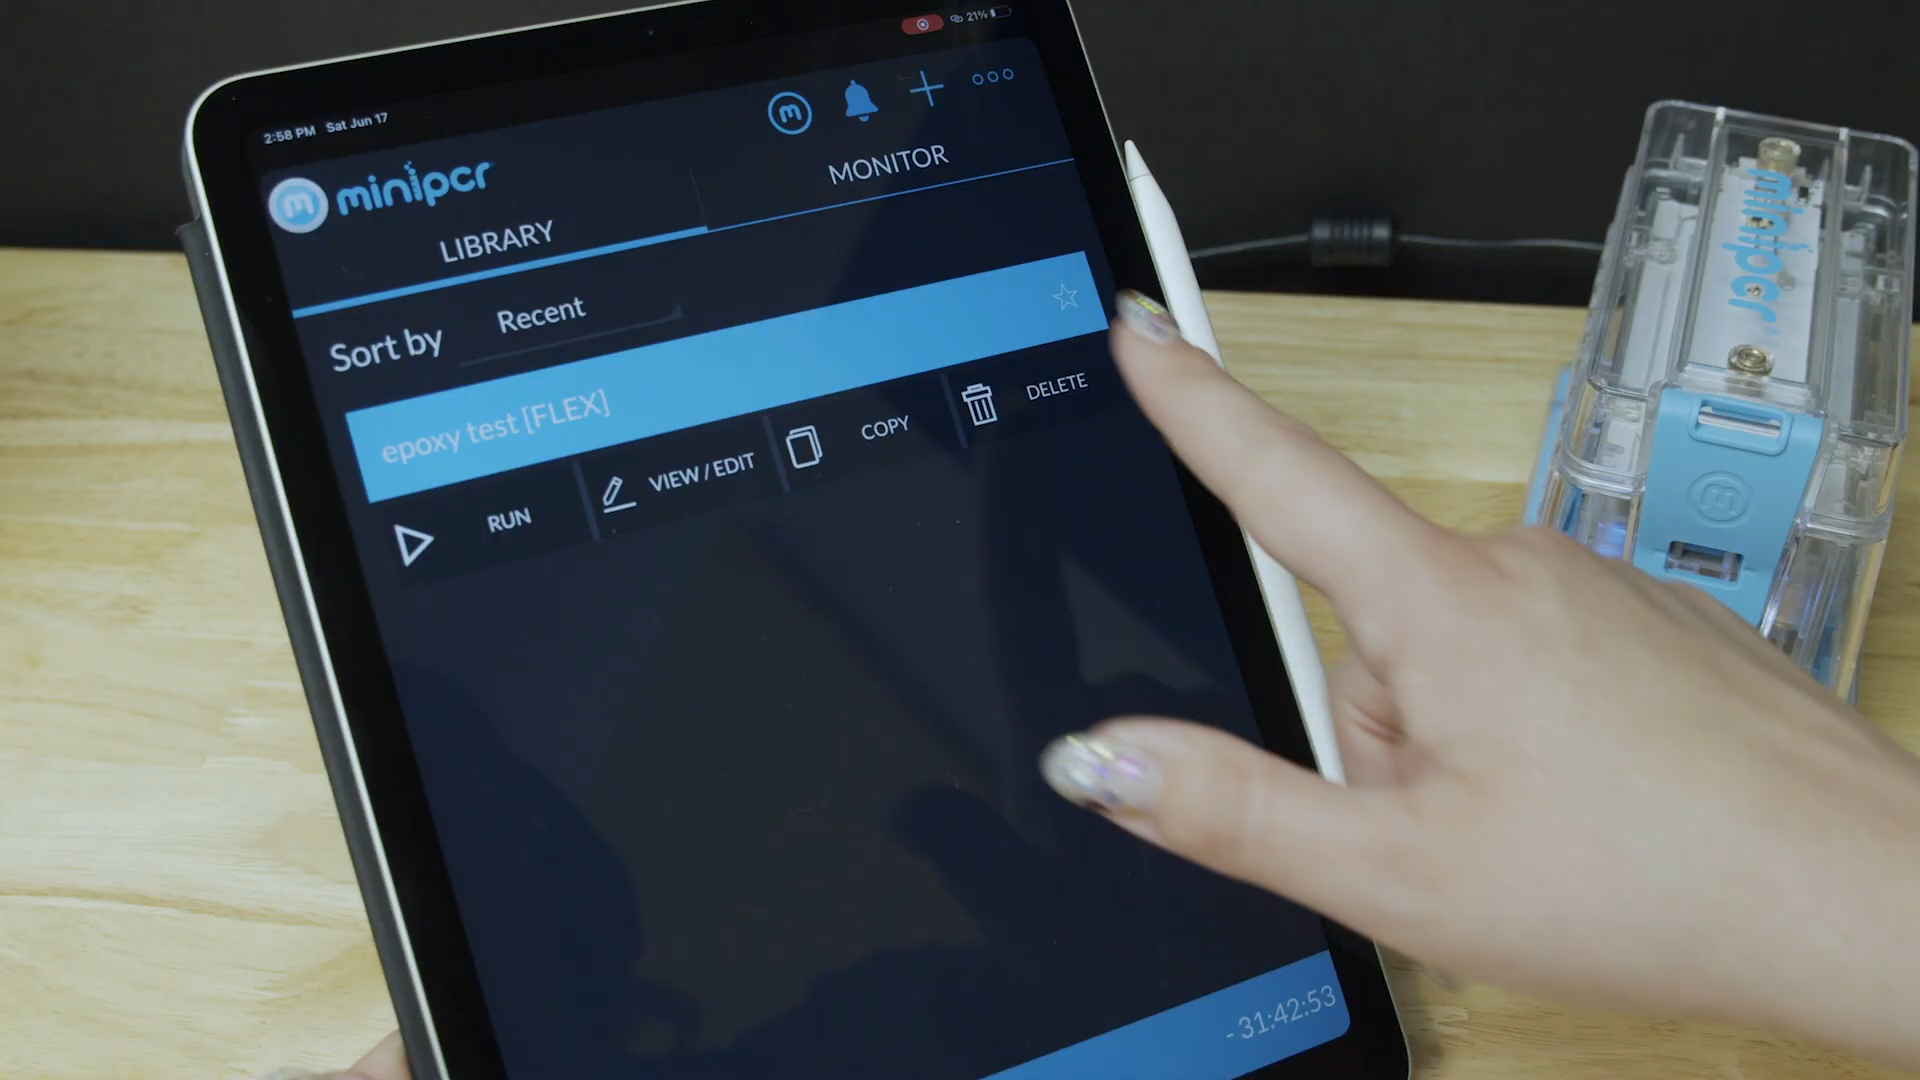 2:58 PM Sat Jun 17
21%
m
m minipcr
LIBRARY
MONITOR
Sort by Recent
epoxy test [FLEX]
RUN
VIEW / EDIT
COPY
DELETE
- 31:42:53
minipcr
m